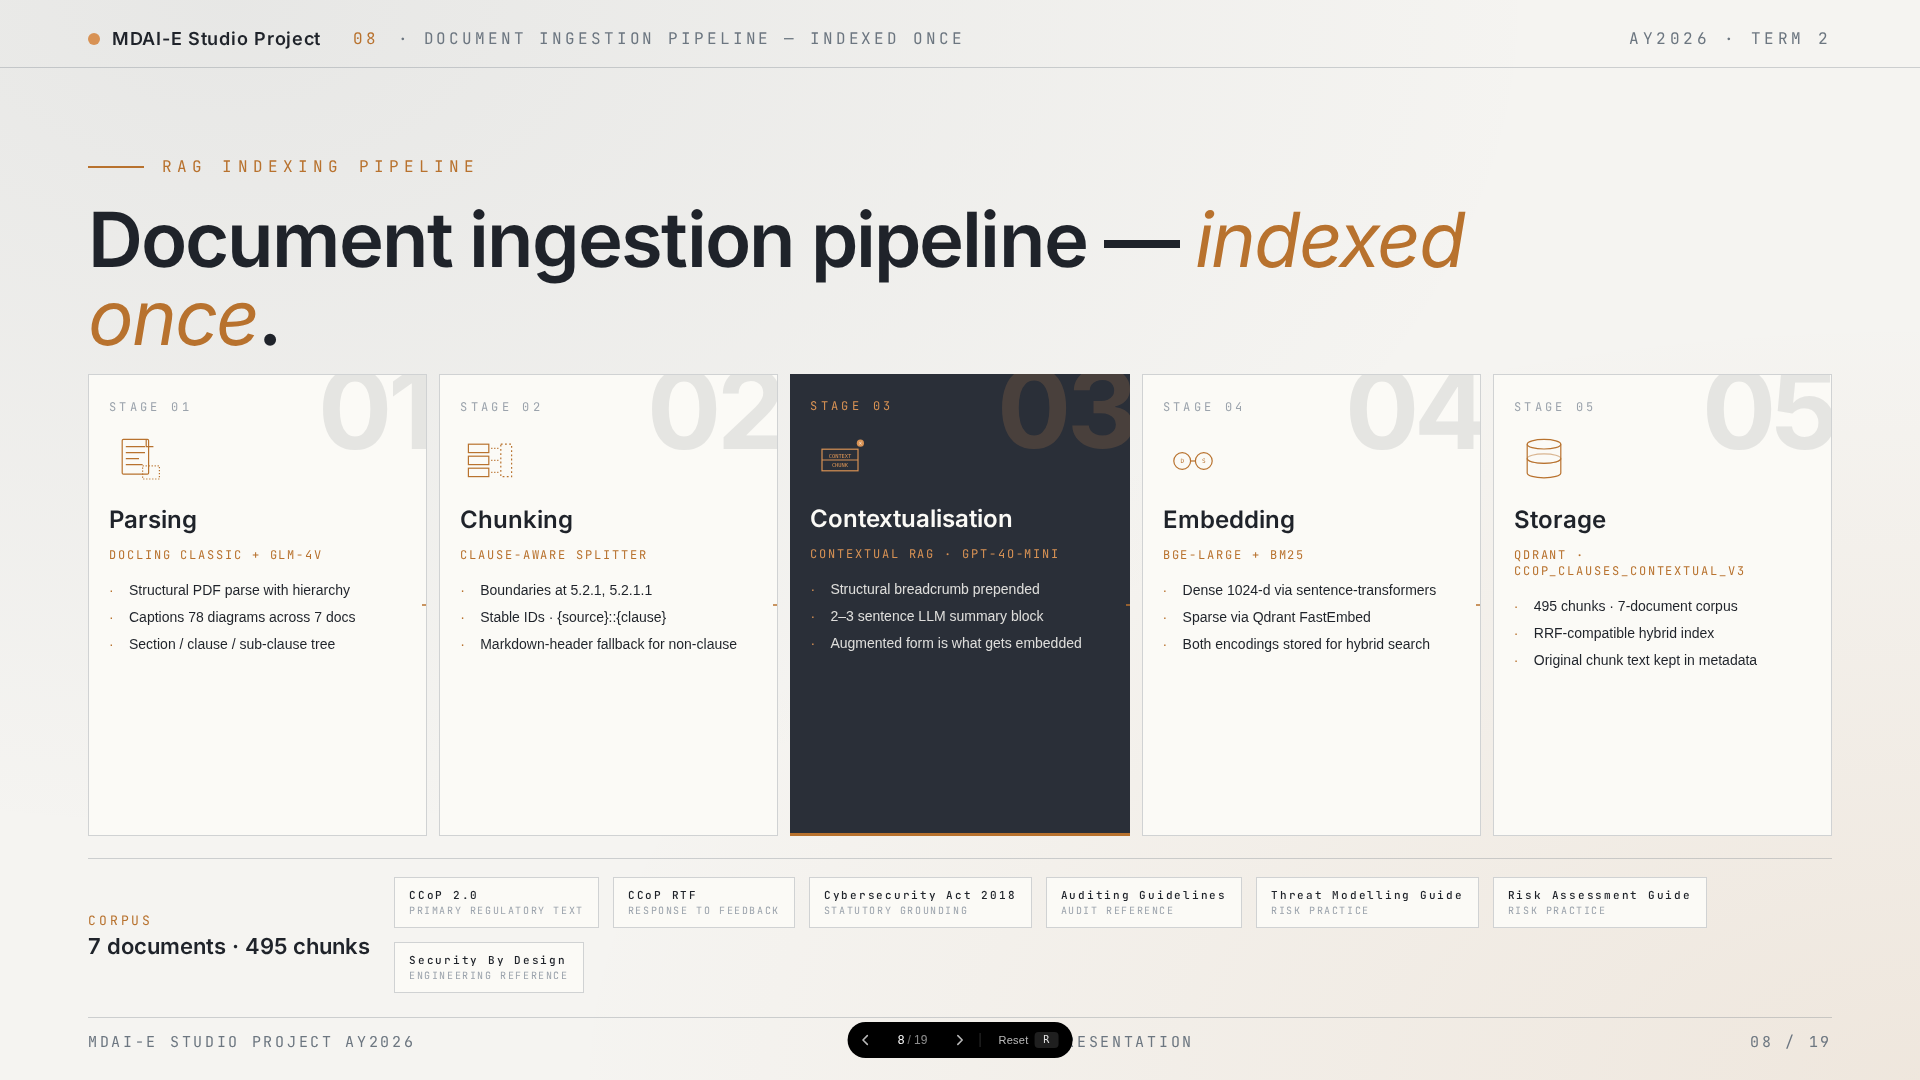 MDAI-E Studio Project 08 · DOCUMENT INGESTION PIPELINE — INDEXED ONCE
AY2026 · TERM 2
RAG INDEXING PIPELINE
Document ingestion pipeline — indexed
once.
STAGE 01
01
Parsing
DOCLING CLASSIC + GLM-4V
· Structural PDF parse with hierarchy
· Captions 78 diagrams across 7 docs
· Section / clause / sub-clause tree
STAGE 02
02
Chunking
CLAUSE-AWARE SPLITTER
· Boundaries at 5.2.1, 5.2.1.1
· Stable IDs · {source}::{clause}
· Markdown-header fallback for non-clause
STAGE 03
03
CONTEXT
CHUNK
Contextualisation
CONTEXTUAL RAG · GPT-4O-MINI
· Structural breadcrumb prepended
· 2–3 sentence LLM summary block
· Augmented form is what gets embedded
STAGE 04
04
D S
Embedding
BGE-LARGE + BM25
· Dense 1024-d via sentence-transformers
· Sparse via Qdrant FastEmbed
· Both encodings stored for hybrid search
STAGE 05
05
Storage
QDRANT ·
CCOP_CLAUSES_CONTEXTUAL_V3
· 495 chunks · 7-document corpus
· RRF-compatible hybrid index
· Original chunk text kept in metadata
CORPUS
7 documents · 495 chunks
CCoP 2.0
PRIMARY REGULATORY TEXT
CCoP RTF
RESPONSE TO FEEDBACK
Cybersecurity Act 2018
STATUTORY GROUNDING
Auditing Guidelines
AUDIT REFERENCE
Threat Modelling Guide
RISK PRACTICE
Risk Assessment Guide
RISK PRACTICE
Security By Design
ENGINEERING REFERENCE
MDAI-E STUDIO PROJECT AY2026
8 / 19 Reset R
ESENTATION
08 / 19